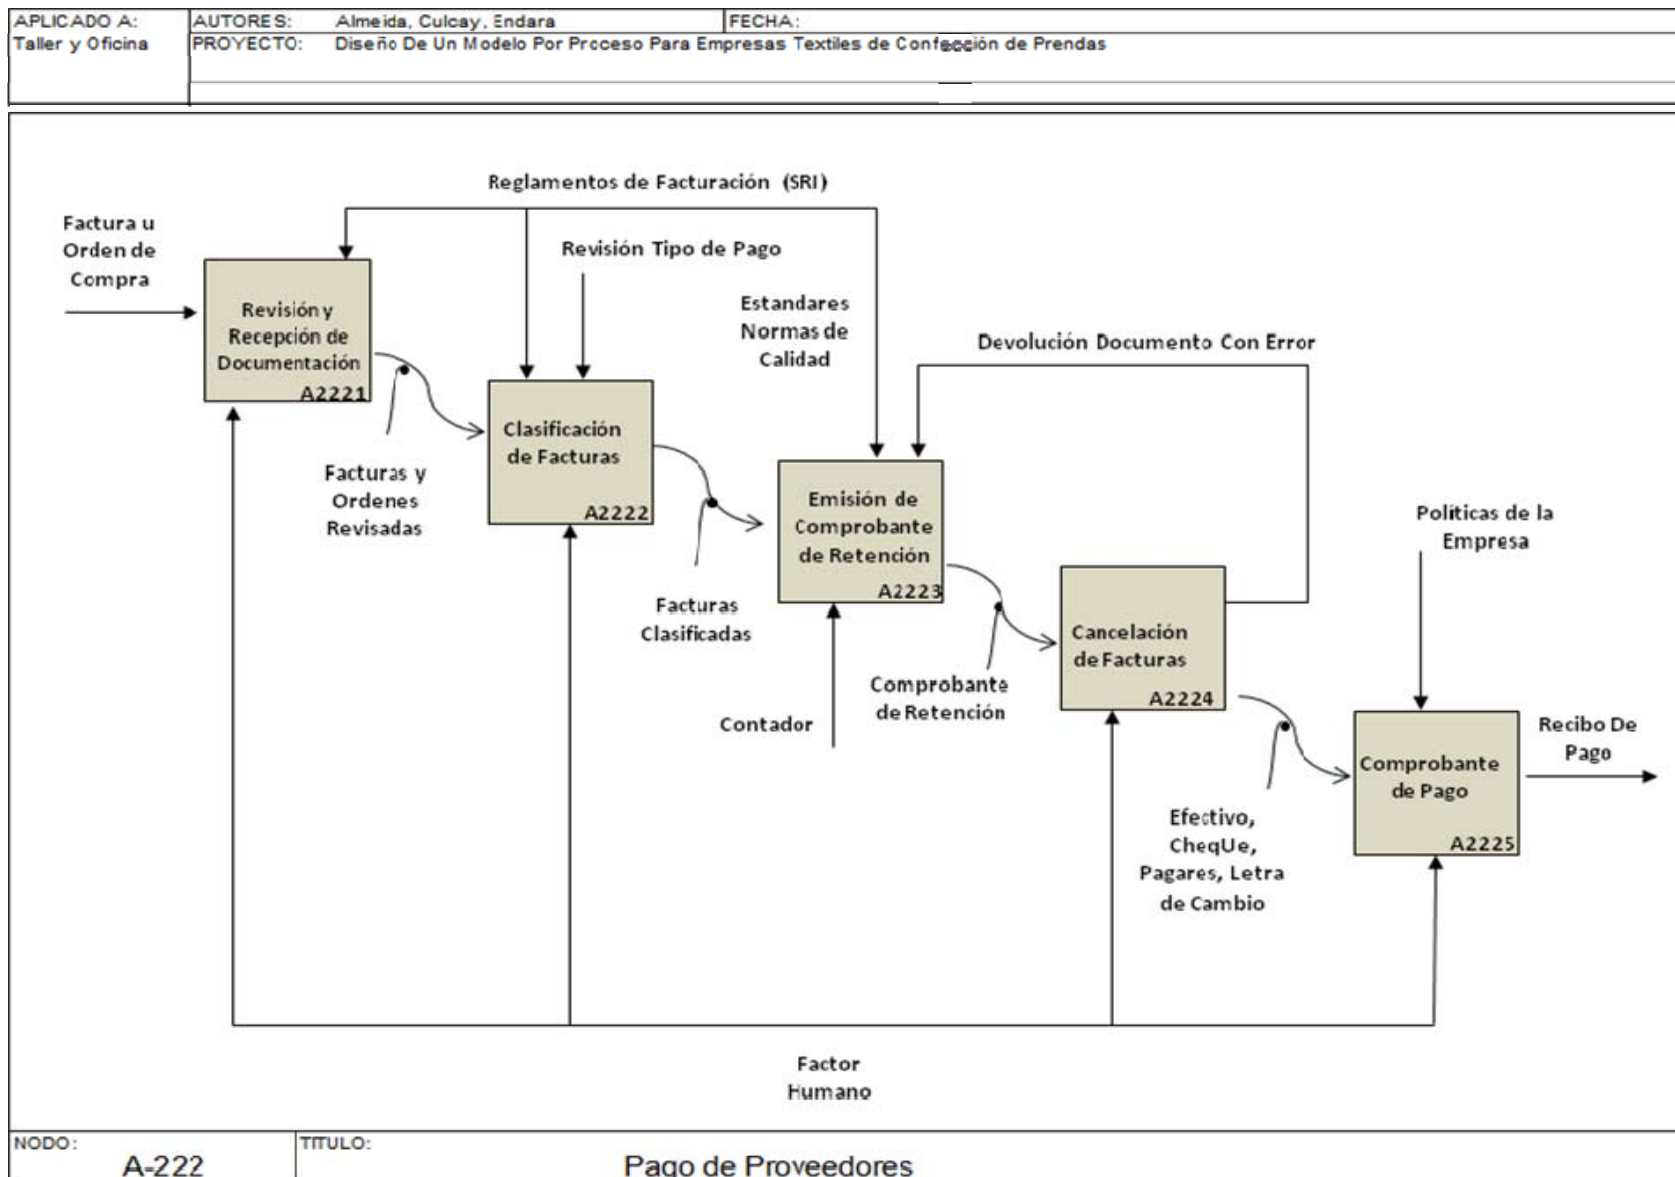 APLICADO A:
Taller y Oficina
AUTORES: Almeida, Culcay, Endara
FECHA:
PROYECTO: Diseño De Un Modelo Por Proceso Para Empresas Textiles de Confección de Prendas
Reglamentos de Facturación (SRI)
Factura u
Orden de
Compra
Revisión Tipo de Pago
Revisión y
Recepción de
Documentación
A2221
Estandares
Normas de
Calidad
Devolución Documento Con Error
Clasificación
de Facturas
A2222
Facturas y
Ordenes
Revisadas
Emisión de
Comprobante
de Retención
A2223
Políticas de la
Empresa
Facturas
Clasificadas
Cancelación
de Facturas
A2224
Comprobante
de Retención
Contador
Recibo De
Pago
Comprobante
de Pago
A2225
Efectivo,
CheqUe,
Pagares, Letra
de Cambio
Factor
Humano
NODO:
A-222
TITULO:
Pago de Proveedores